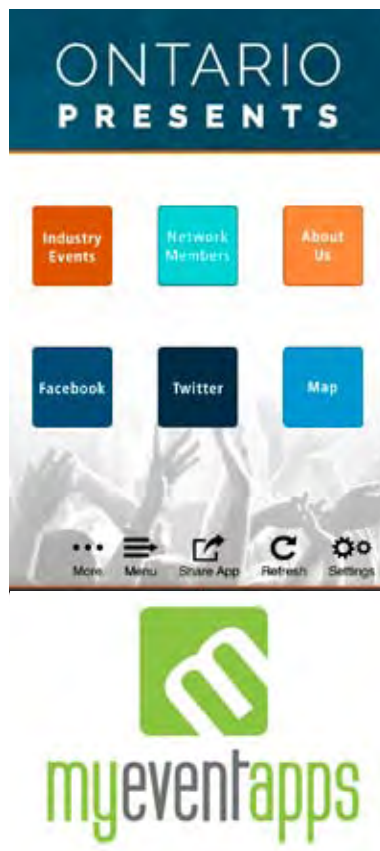 ONTARIO
PRESENTS
Industry
Events
Network
Members
About
Us
Facebook
Twitter
Map
More
Menu
Share App
Refresh
Settings
myeventapps